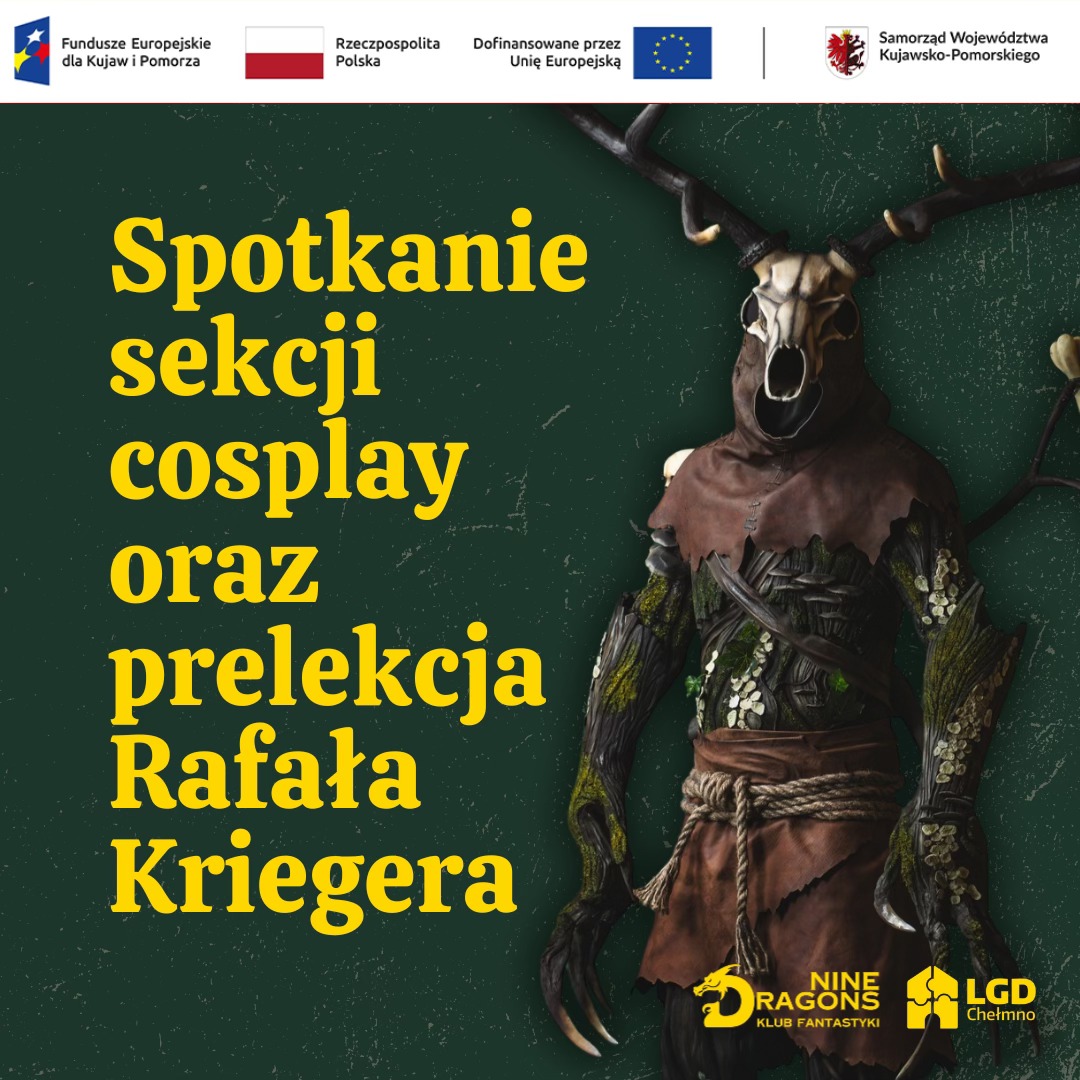 Fundusze Europejskie
dla Kujaw i Pomorza
Rzeczpospolita
Polska
Dofinansowane przez
Unię Europejską
Samorząd Województwa
Kujawsko-Pomorskiego
Spotkanie
sekcji
cosplay
oraz
prelekcja
Rafała
Kriegera
NINE
DRAGONS
KLUB FANTASTYKI
LGD
Chełmno